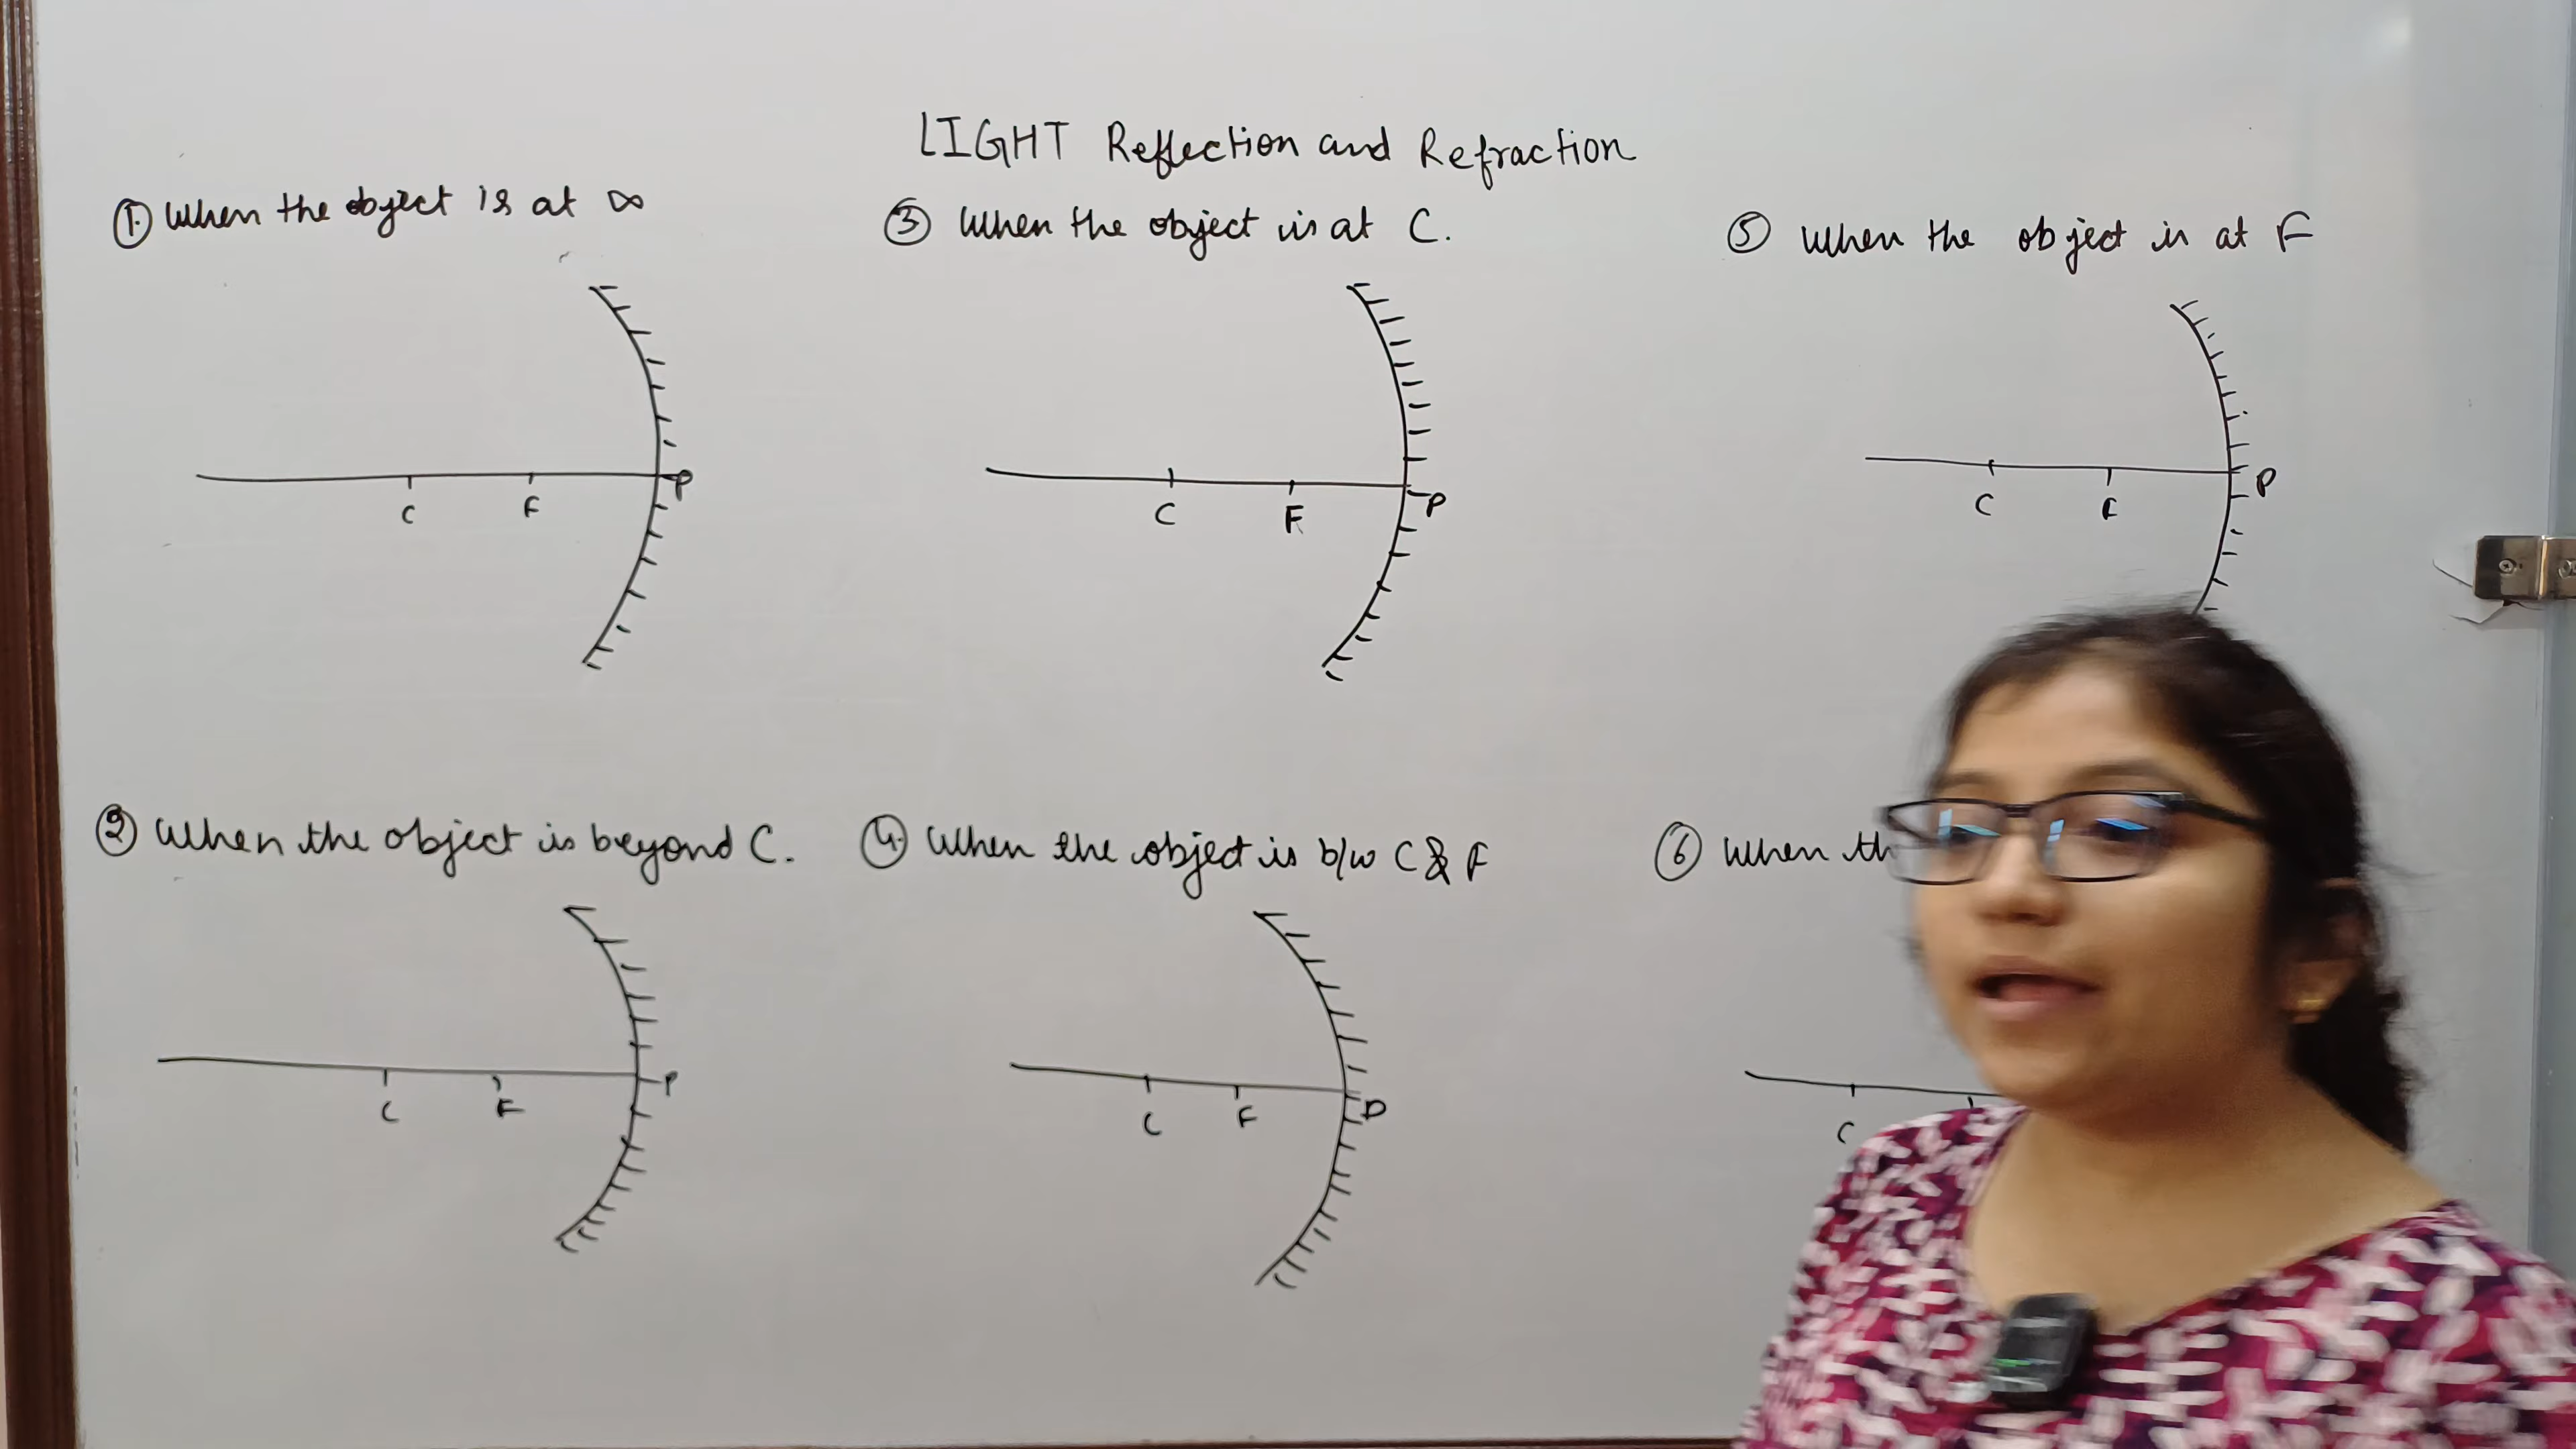 LIGHT Reflection and Refraction
① When the object is at ∞
C F P
② When the object is beyond C.
C F P
③ When the object is at C.
C F P
④ When the object is b/w C & F
C F P
⑤ When the object is at F
C F P
⑥ When th
C